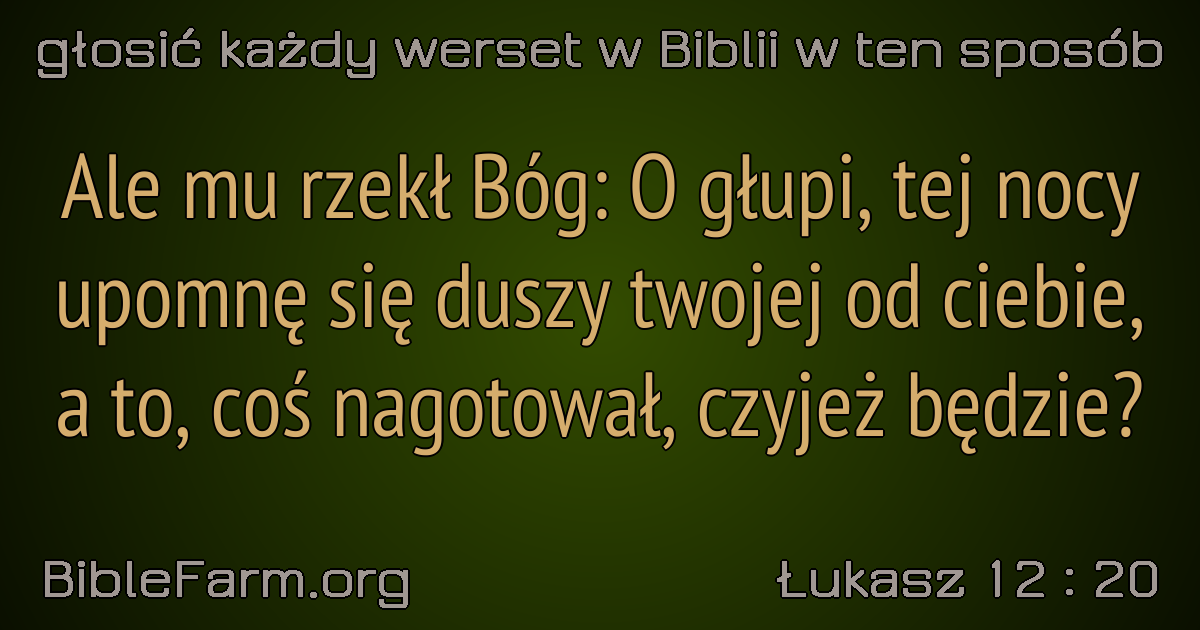 głosić każdy werset w Biblii w ten sposób
Ale mu rzekł Bóg: O głupi, tej nocy
upomnę się duszy twojej od ciebie,
a to, coś nagotował, czyjeż będzie?
BibleFarm.org
Łukasz 12 : 20